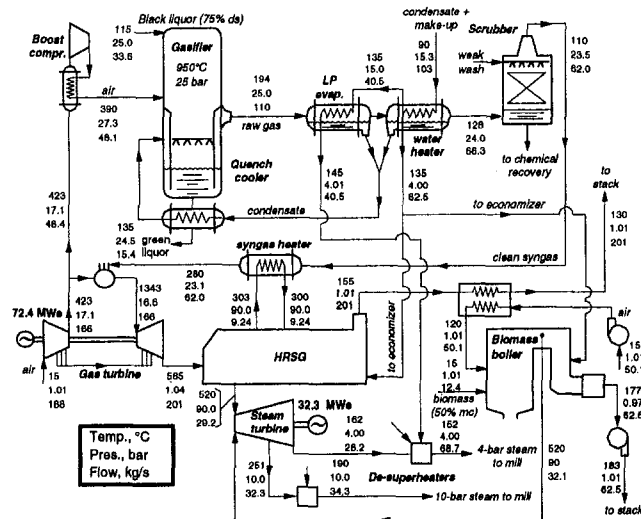 Black liquor (75% ds)
115
25.0
33.6
Boost
compr.
Gasifier
950°C
25 bar
air
390
27.3
48.1
Quench
cooler
194
25.0
110
raw gas
LP
evap.
135
15.0
40.5
condensate +
make-up
90
15.3
103
water
heater
Scrubber
weak
wash
128
24.0
66.3
110
23.5
62.0
to chemical
recovery
145
4.01
40.5
135
4.00
62.5
to economizer
to
stack
130
1.01
201
condensate
135
24.5
15.4
green
liquor
423
17.1
48.4
syngas heater
280
23.1
62.0
303
90.0
9.24
300
90.0
9.24
clean syngas
155
1.01
201
to economizer
72.4 MWe
423
17.1
166
1343
16.6
166
air
15
1.01
168
Gas turbine
585
1.04
201
HRSG
120
1.01
50.1
air
15
1.01
50.1
Biomass
boiler
15
1.01
12.4
biomass
(50% mc)
177
0.97
62.5
183
1.01
62.5
to stack
520
90.0
29.2
Steam
turbine
32.3 MWe
162
4.00
28.2
152
4.00
68.7
4-bar steam
to mill
520
90
32.1
De-superheaters
251
10.0
32.3
190
10.0
34.3
10-bar steam to mill
Temp., °C
Pres., bar
Flow, kg/s